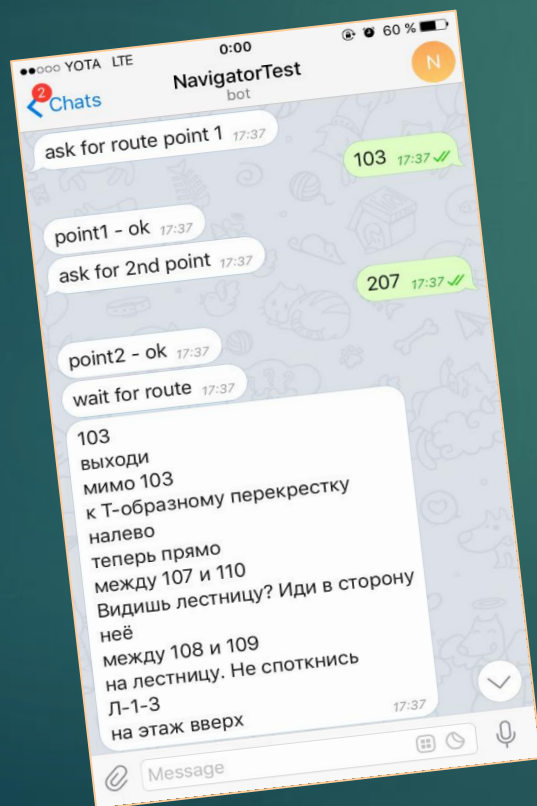 YOTA LTE
0:00
60 %
2
Chats
NavigatorTest
bot
N
ask for route point 1 17:37
103 17:37
point1 - ok 17:37
ask for 2nd point 17:37
207 17:37
point2 - ok 17:37
wait for route 17:37
103
выходи
мимо 103
к Т-образному перекрестку
налево
теперь прямо
между 107 и 110
Видишь лестницу? Иди в сторону
неё
между 108 и 109
на лестницу. Не споткнись
Л-1-3
на этаж вверх
17:37
Message